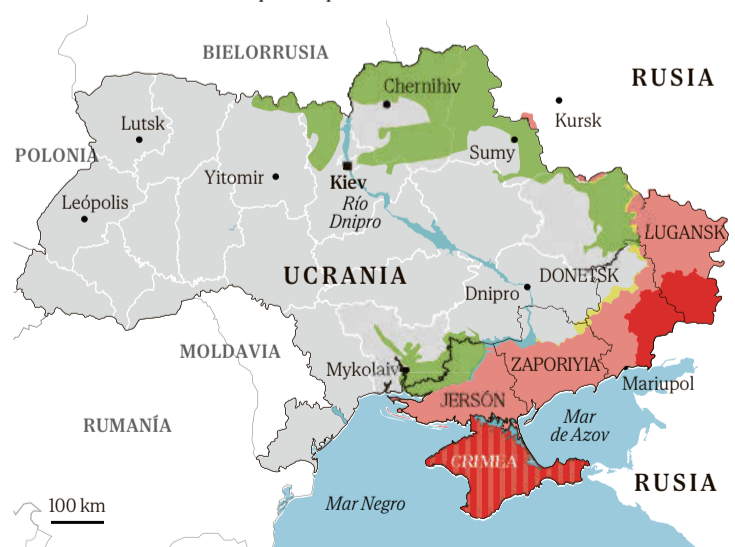 BIELORRUSIA
RUSIA
Chernihiv
Kursk
Lutsk
POLONIA
Sumy
Yitomir
Kiev
Río
Dnipro
Leópolis
LUGANSK
UCRANIA
DONETSK
Dnipro
MOLDAVIA
Mykolaiv
ZAPORIYIA
Mariupol
JERSÓN
RUMANÍA
Mar
de Azov
CRIMEA
RUSIA
Mar Negro
100 km